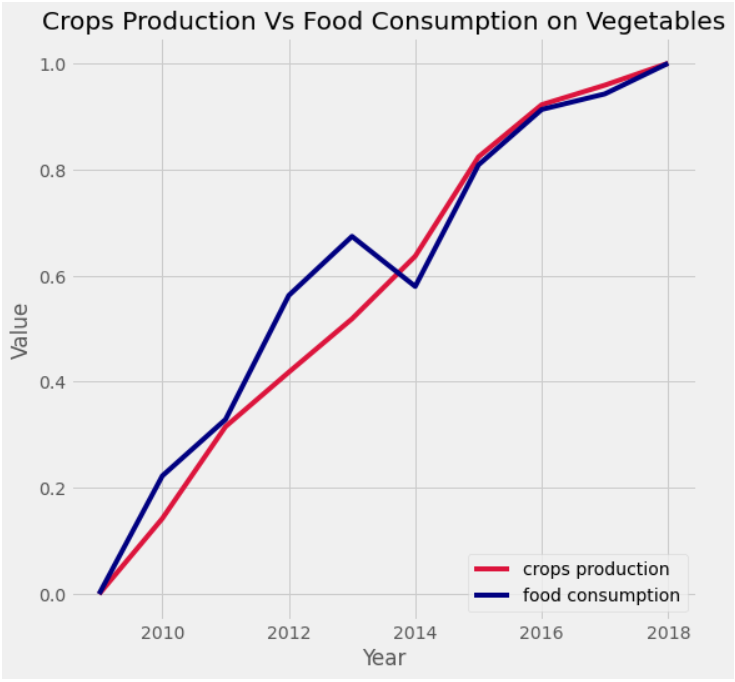 Crops Production Vs Food Consumption on Vegetables
1.0
0.8
0.6
0.4
0.2
0.0
Value
crops production
food consumption
2010 2012 2014 2016 2018
Year